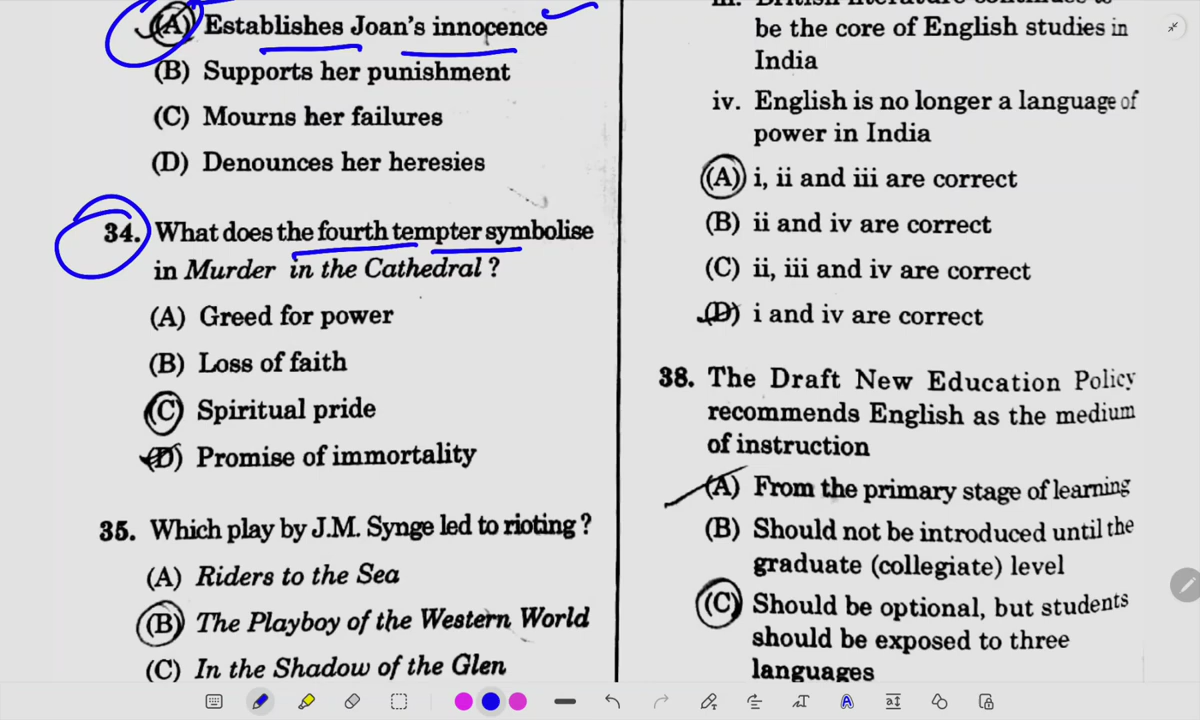 (A) Establishes Joan's innocence
(B) Supports her punishment
(C) Mourns her failures
(D) Denounces her heresies
34. What does the fourth tempter symbolise
in Murder in the Cathedral ?
(A) Greed for power
(B) Loss of faith
(C) Spiritual pride
(D) Promise of immortality
35. Which play by J.M. Synge led to rioting ?
(A) Riders to the Sea
(B) The Playboy of the Western World
(C) In the Shadow of the Glen
iii. British literature continues to
be the core of English studies in
India
iv. English is no longer a language of
power in India
(A) i, ii and iii are correct
(B) ii and iv are correct
(C) ii, iii and iv are correct
(D) i and iv are correct
38. The Draft New Education Policy
recommends English as the medium
of instruction
(A) From the primary stage of learning
(B) Should not be introduced until the
graduate (collegiate) level
(C) Should be optional, but students
should be exposed to three
languages